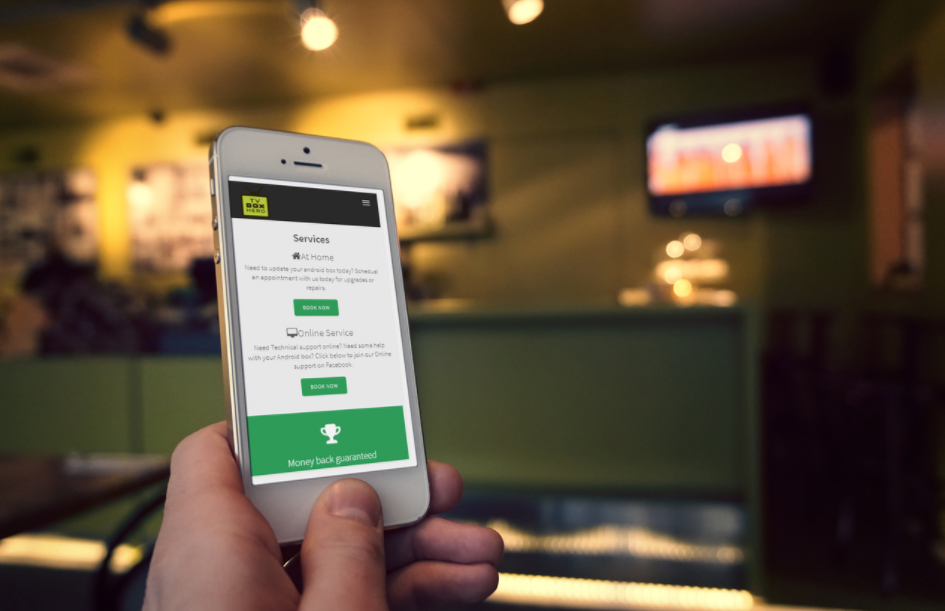 TV
BOX
HERO
Services
At Home
Need to update your android box today? Schedual
an appointment with us today for upgrades or
repairs.
BOOK NOW
Online Service
Need Technical support online? Need some help
with your Android box? Click below to join our Online
support on Facebook.
BOOK NOW
Money back guaranteed